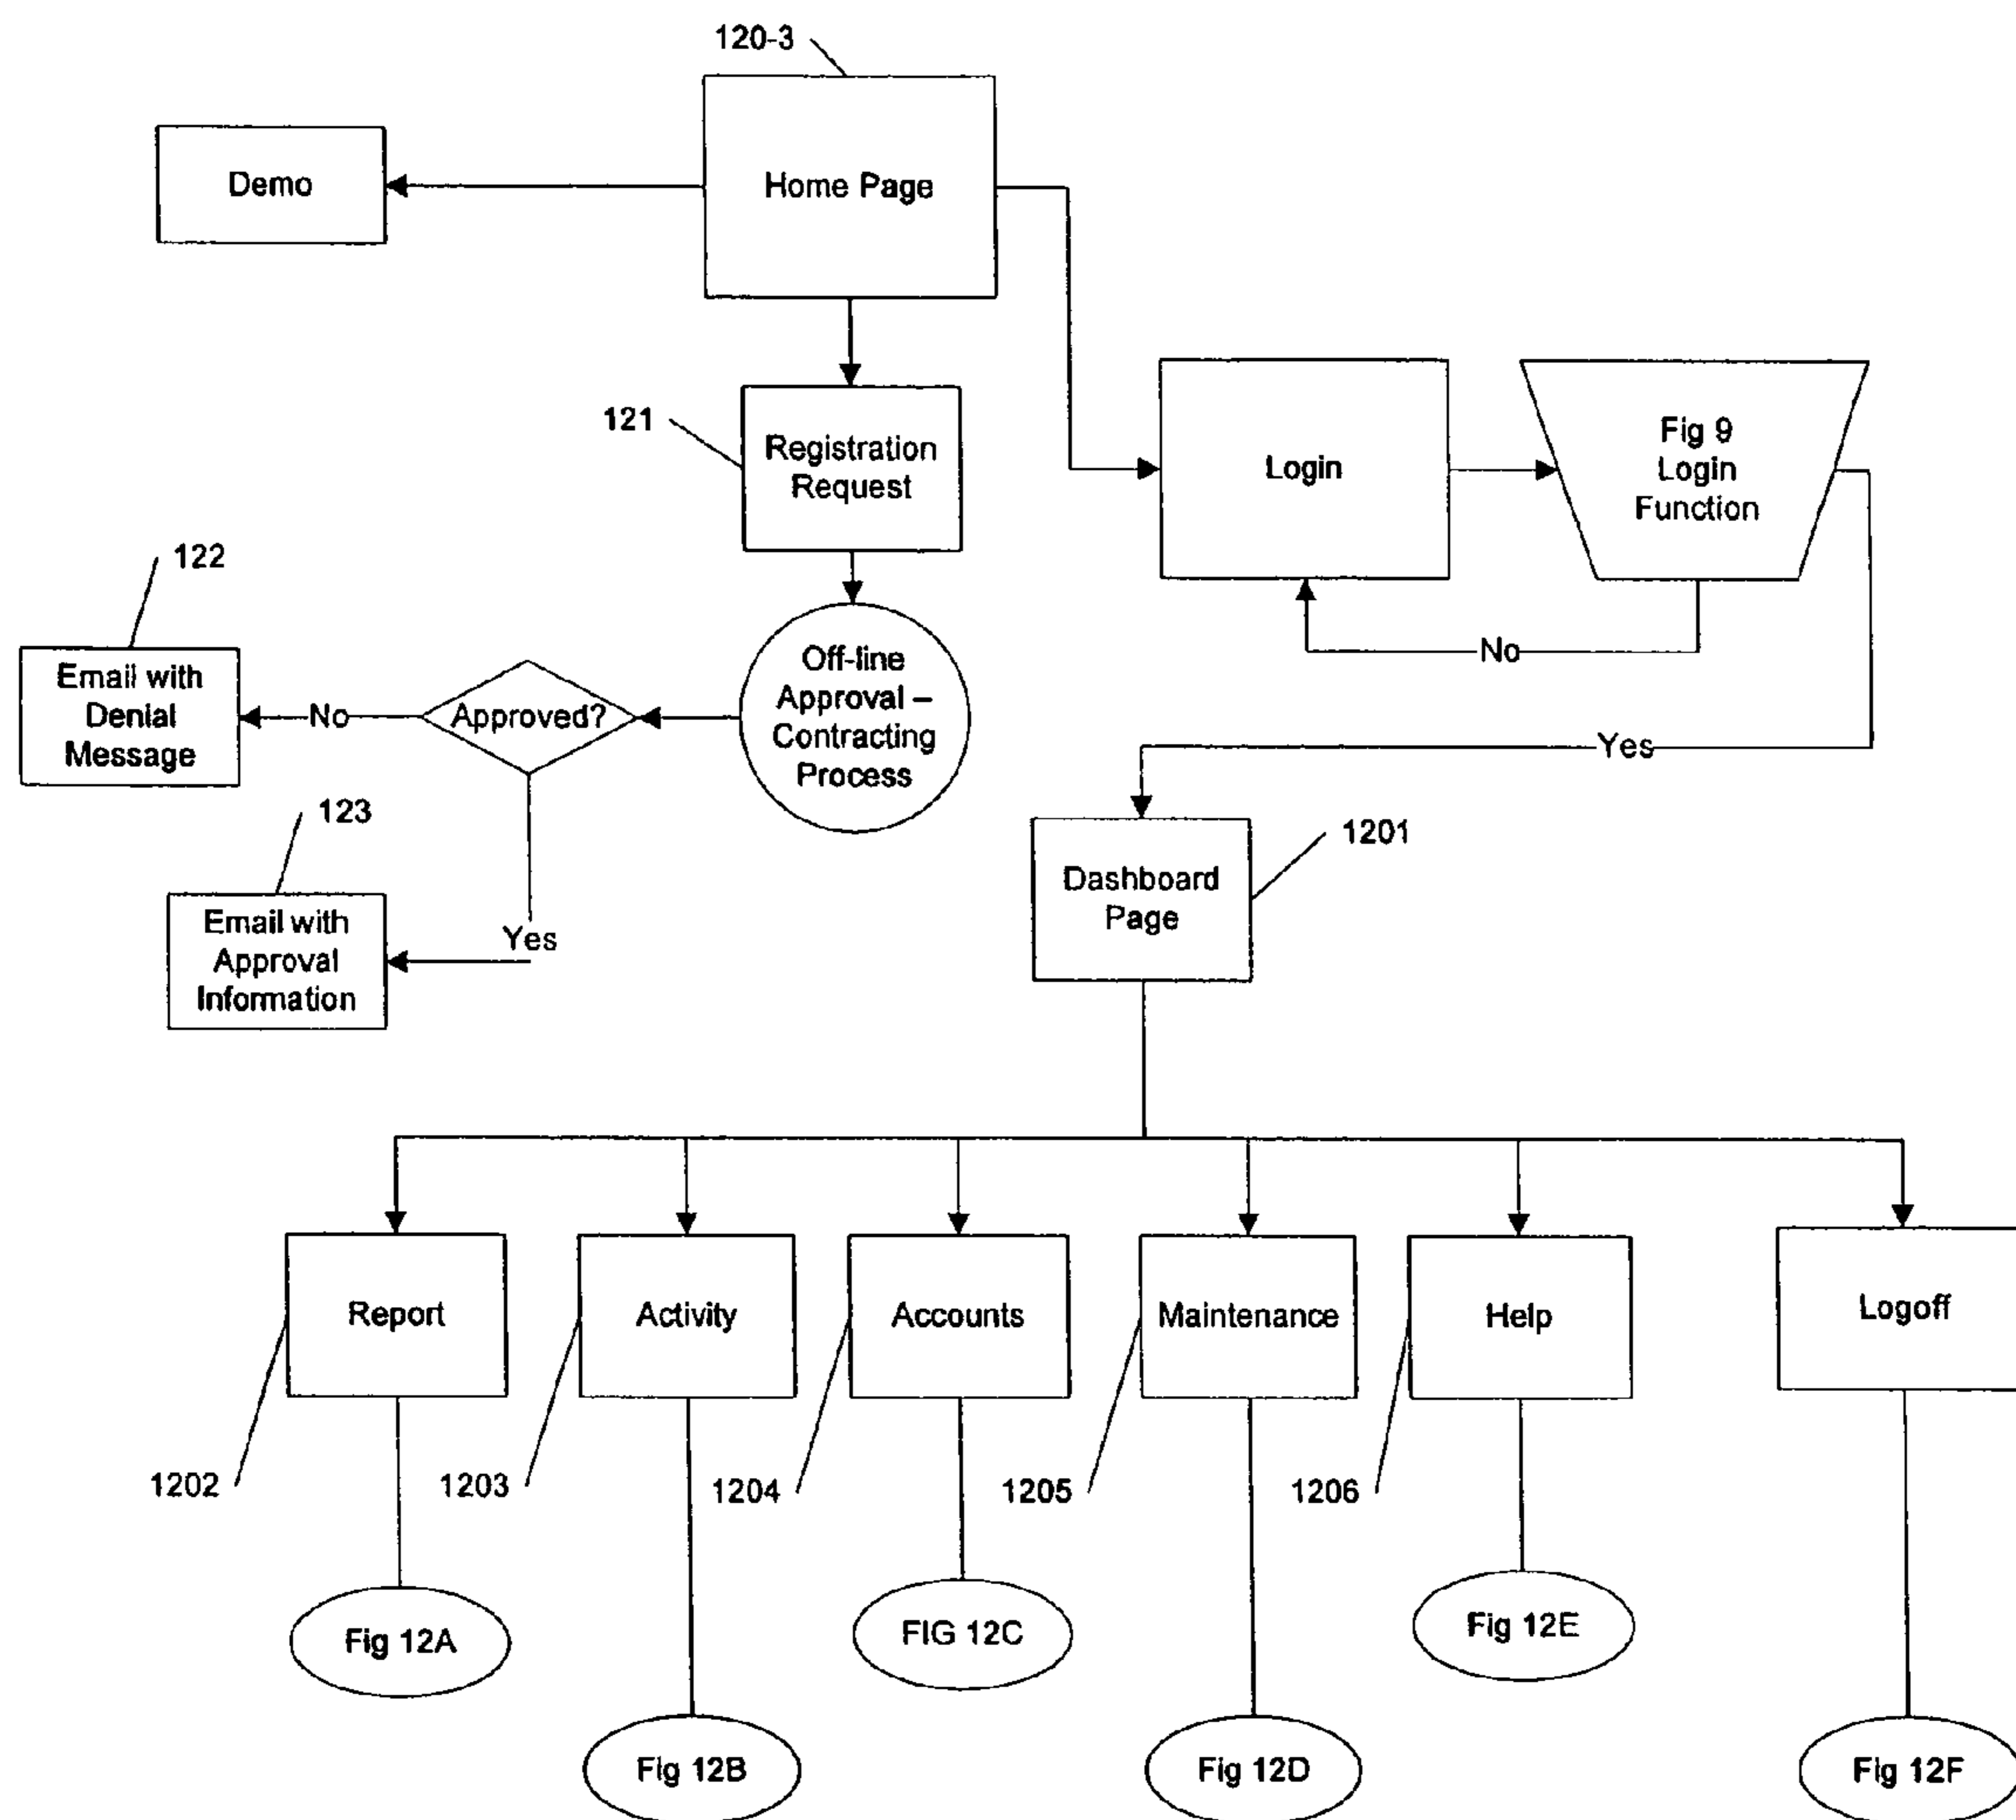 120-3
Demo
Home Page
121
Registration
Request
Login
Fig 9
Login
Function
122
Email with
Denial
Message
No
Approved?
Off-line
Approval –
Contracting
Process
No
Yes
123
Email with
Approval
Information
Yes
Dashboard
Page
1201
Report
Activity
Accounts
Maintenance
Help
Logoff
1202
1203
1204
1205
1206
Fig 12A
Fig 12B
FIG 12C
Fig 12D
Fig 12E
Fig 12F